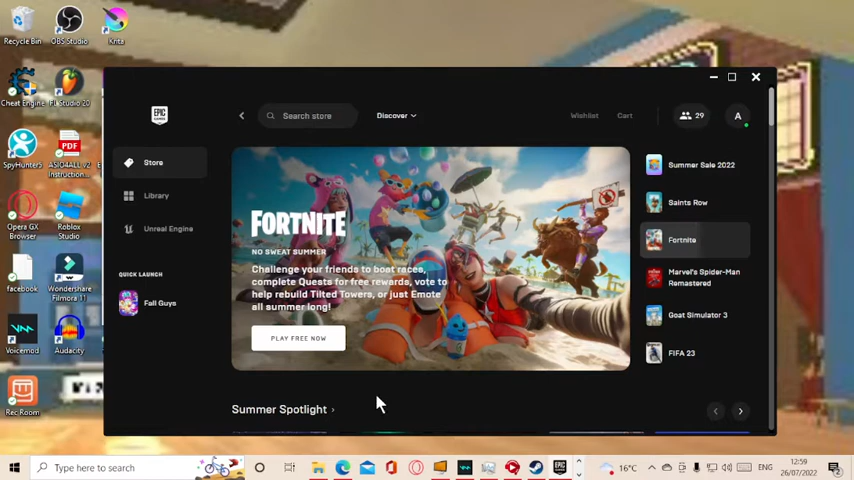 Recycle Bin
OBS Studio
Krita
Cheat Engine
FL Studio 20
SpyHunter5
PDF
ASIO4ALL v2
Instruction...
Opera GX
Browser
Roblox
Studio
facebook
Wondershare
Filmora 11
Voicemod
Audacity
Rec Room
EPIC
GAMES
Search store
Discover
Wishlist
Cart
29
A
Store
Library
Unreal Engine
QUICK LAUNCH
Fall Guys
FORTNITE
NO SWEAT SUMMER
Challenge your friends to boat races,
complete Quests for free rewards, vote to
help rebuild Tilted Towers, or just Emote
all summer long!
PLAY FREE NOW
Summer Sale 2022
Saints Row
Fortnite
Marvel's Spider-Man
Remastered
Goat Simulator 3
FIFA 23
Summer Spotlight
Type here to search
16°C
ENG
12:59
26/07/2022
2